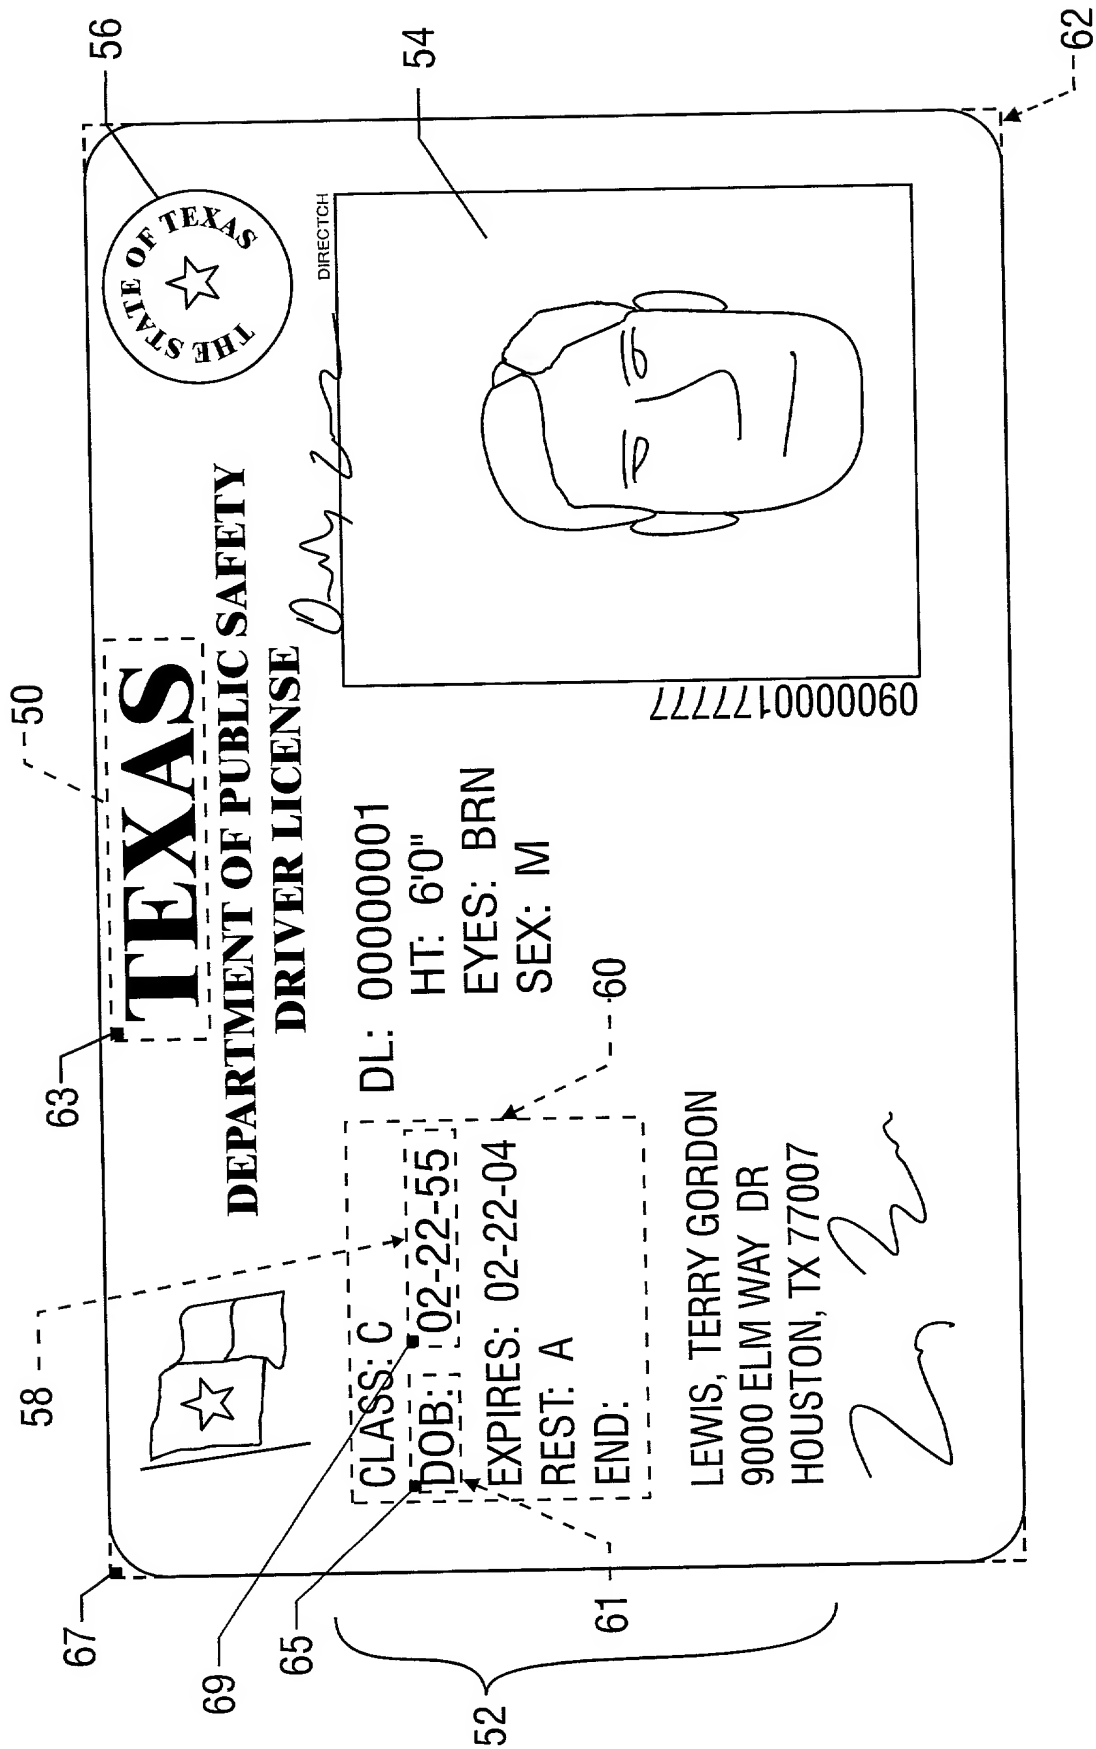 50
56
54
62
63
67
69
65
58
61
60
52
THE STATE OF TEXAS
TEXAS
DEPARTMENT OF PUBLIC SAFETY
DRIVER LICENSE
DIRECTCH
CLASS: C
DL: 00000001
DOB: 02-22-55
HT: 6'0"
EXPIRES: 02-22-04
EYES: BRN
REST: A
SEX: M
END:
LEWIS, TERRY GORDON
9000 ELM WAY DR
HOUSTON, TX 77007
090000177777